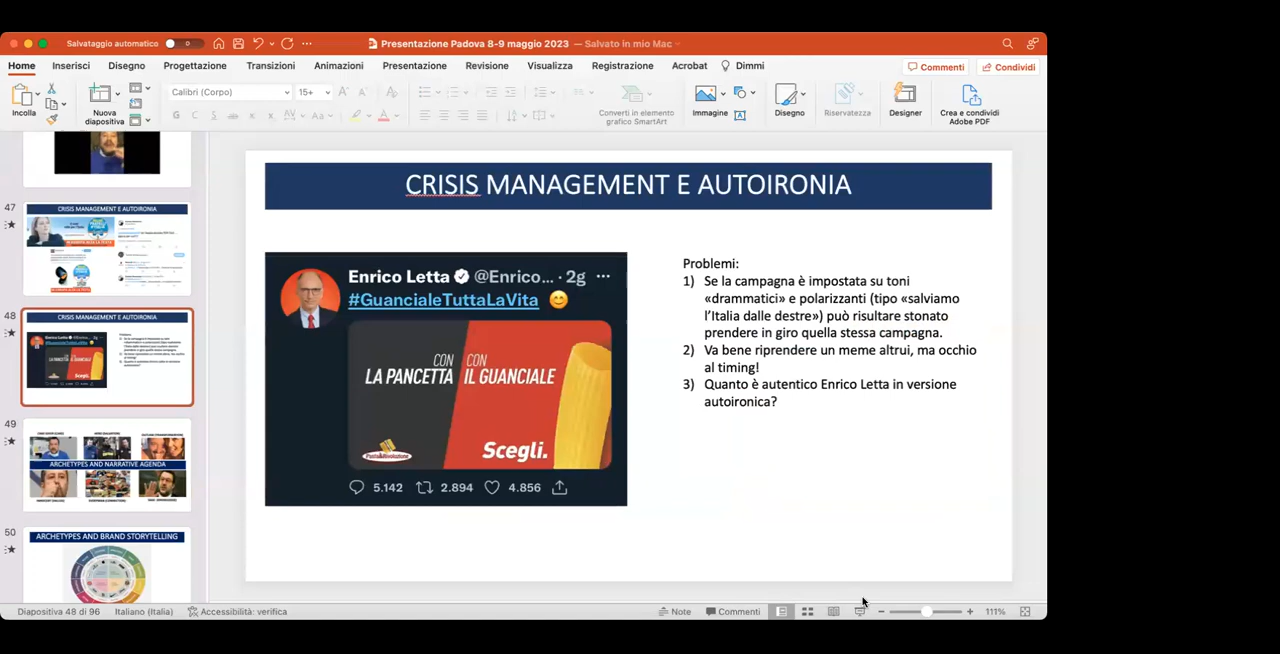 Salvataggio automatico 0
Presentazione Padova 8-9 maggio 2023 — Salvato in mio Mac
Home Inserisci Disegno Progettazione Transizioni Animazioni Presentazione Revisione Visualizza Registrazione Acrobat Dimmi
Commenti Condividi
Incolla
Nuova
diapositiva
Calibri (Corpo) 15+
G C S
Converti in elemento
grafico SmartArt
Immagine
Disegno
Riservatezza
Designer
Crea e condividi
Adobe PDF
47
CRISIS MANAGEMENT E AUTOIRONIA
48
CRISIS MANAGEMENT E AUTOIRONIA
49
ARCHETYPES AND NARRATIVE AGENDA
50
ARCHETYPES AND BRAND STORYTELLING
CRISIS MANAGEMENT E AUTOIRONIA
Enrico Letta @Enrico... · 2g ...
#GuancialeTuttaLaVita 😊
CON
LA PANCETTA
CON
IL GUANCIALE
Scegli.
5.142 2.894 4.856
Problemi:
1) Se la campagna è impostata su toni
«drammatici» e polarizzanti (tipo «salviamo
l'Italia dalle destre») può risultare stonato
prendere in giro quella stessa campagna.
2) Va bene riprendere un meme altrui, ma occhio
al timing!
3) Quanto è autentico Enrico Letta in versione
autoironica?
Diapositiva 48 di 96 Italiano (Italia) Accessibilità: verifica
Note Commenti 111%